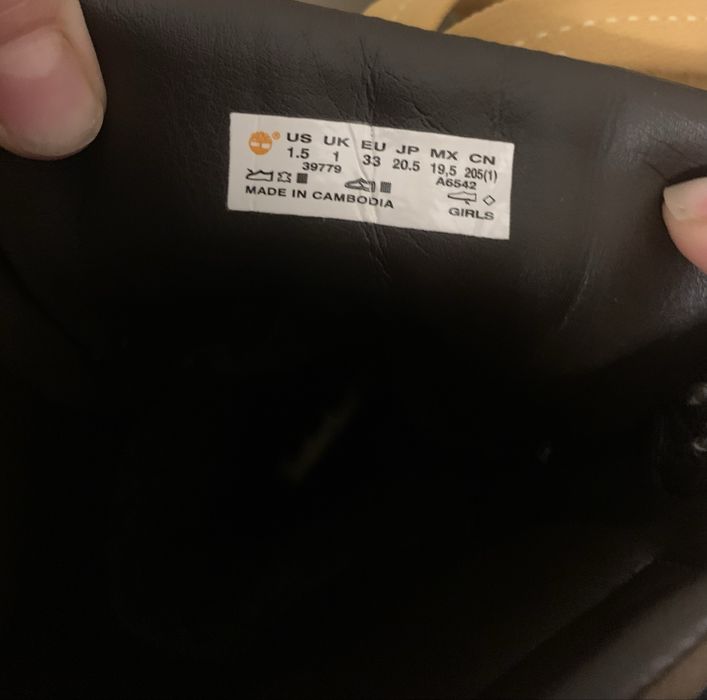 ® US UK EU JP MX CN
1.5 1 33 20.5 19,5 205(1)
39779 A6542
MADE IN CAMBODIA
GIRLS